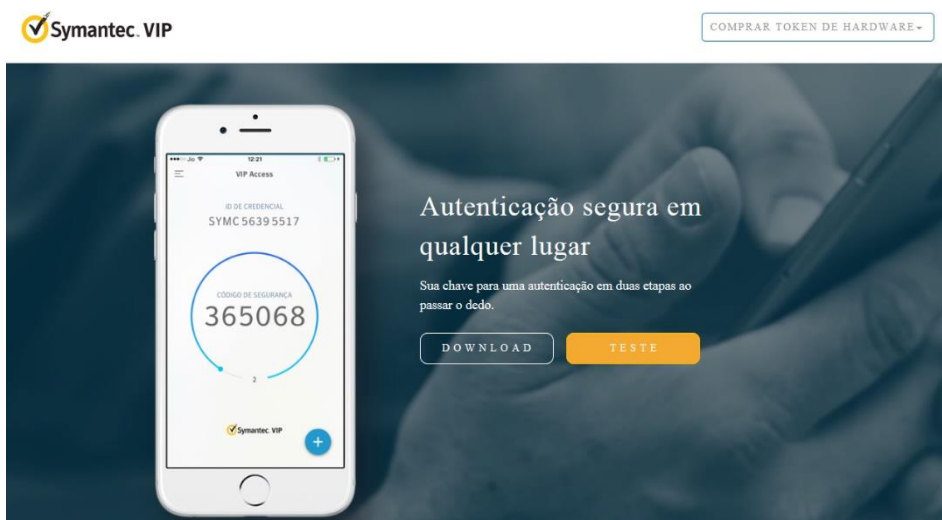 Symantec. VIP
COMPRAR TOKEN DE HARDWARE
Jio
12:21
VIP Access
ID DE CREDENCIAL
SYMC 5639 5517
CÓDIGO DE SEGURANÇA
365068
2
Symantec. VIP
+
Autenticação segura em
qualquer lugar
Sua chave para uma autenticação em duas etapas ao
passar o dedo.
DOWNLOAD
TESTE